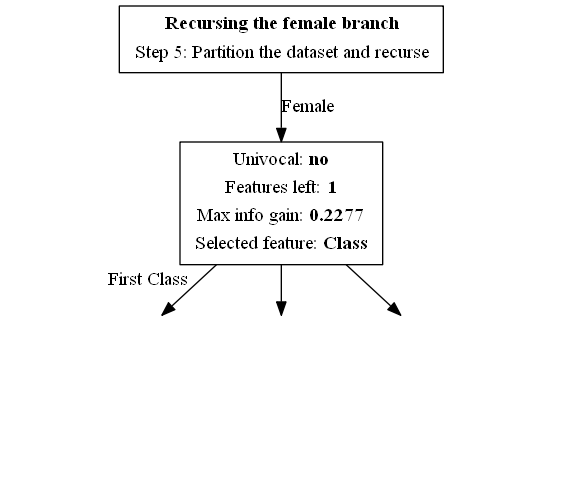 Recursing the female branch
Step 5: Partition the dataset and recurse
Female
Univocal: no
Features left: 1
Max info gain: 0.2277
Selected feature: Class
First Class